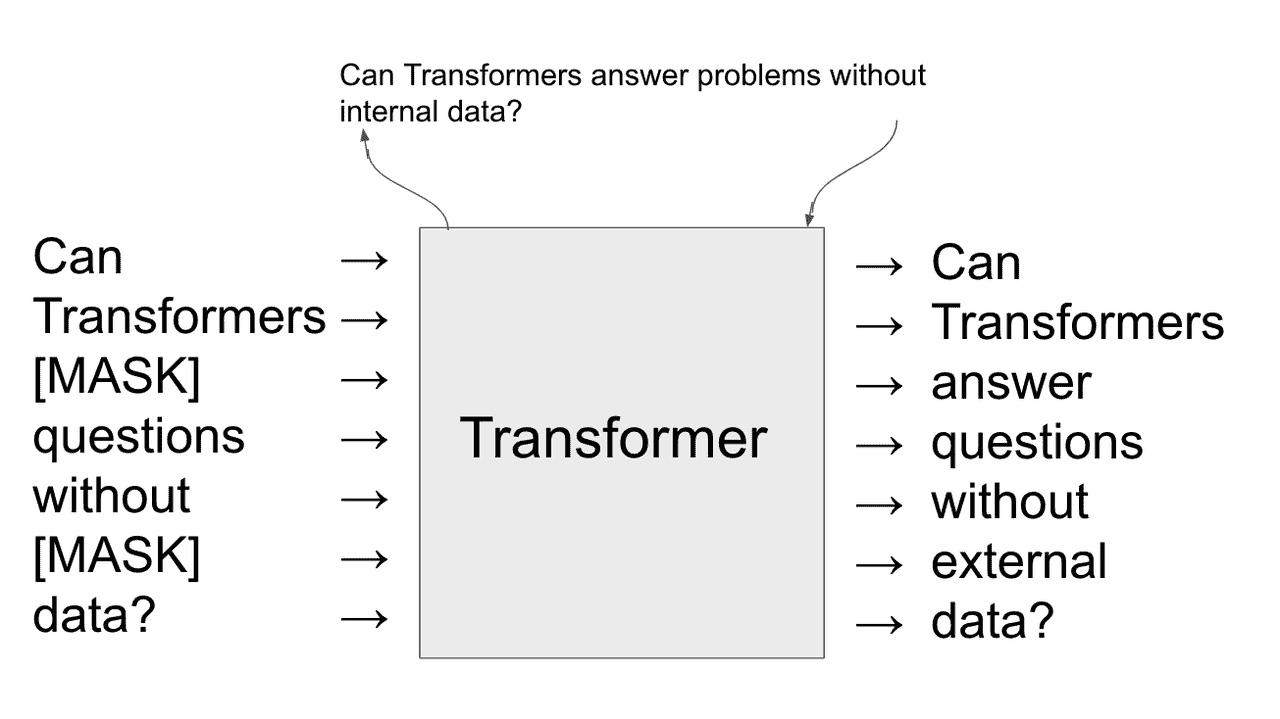 Can Transformers answer problems without
internal data?
Can → → Can
Transformers → → Transformers
[MASK] → → answer
questions → Transformer → questions
without → → without
[MASK] → → external
data? → → data?